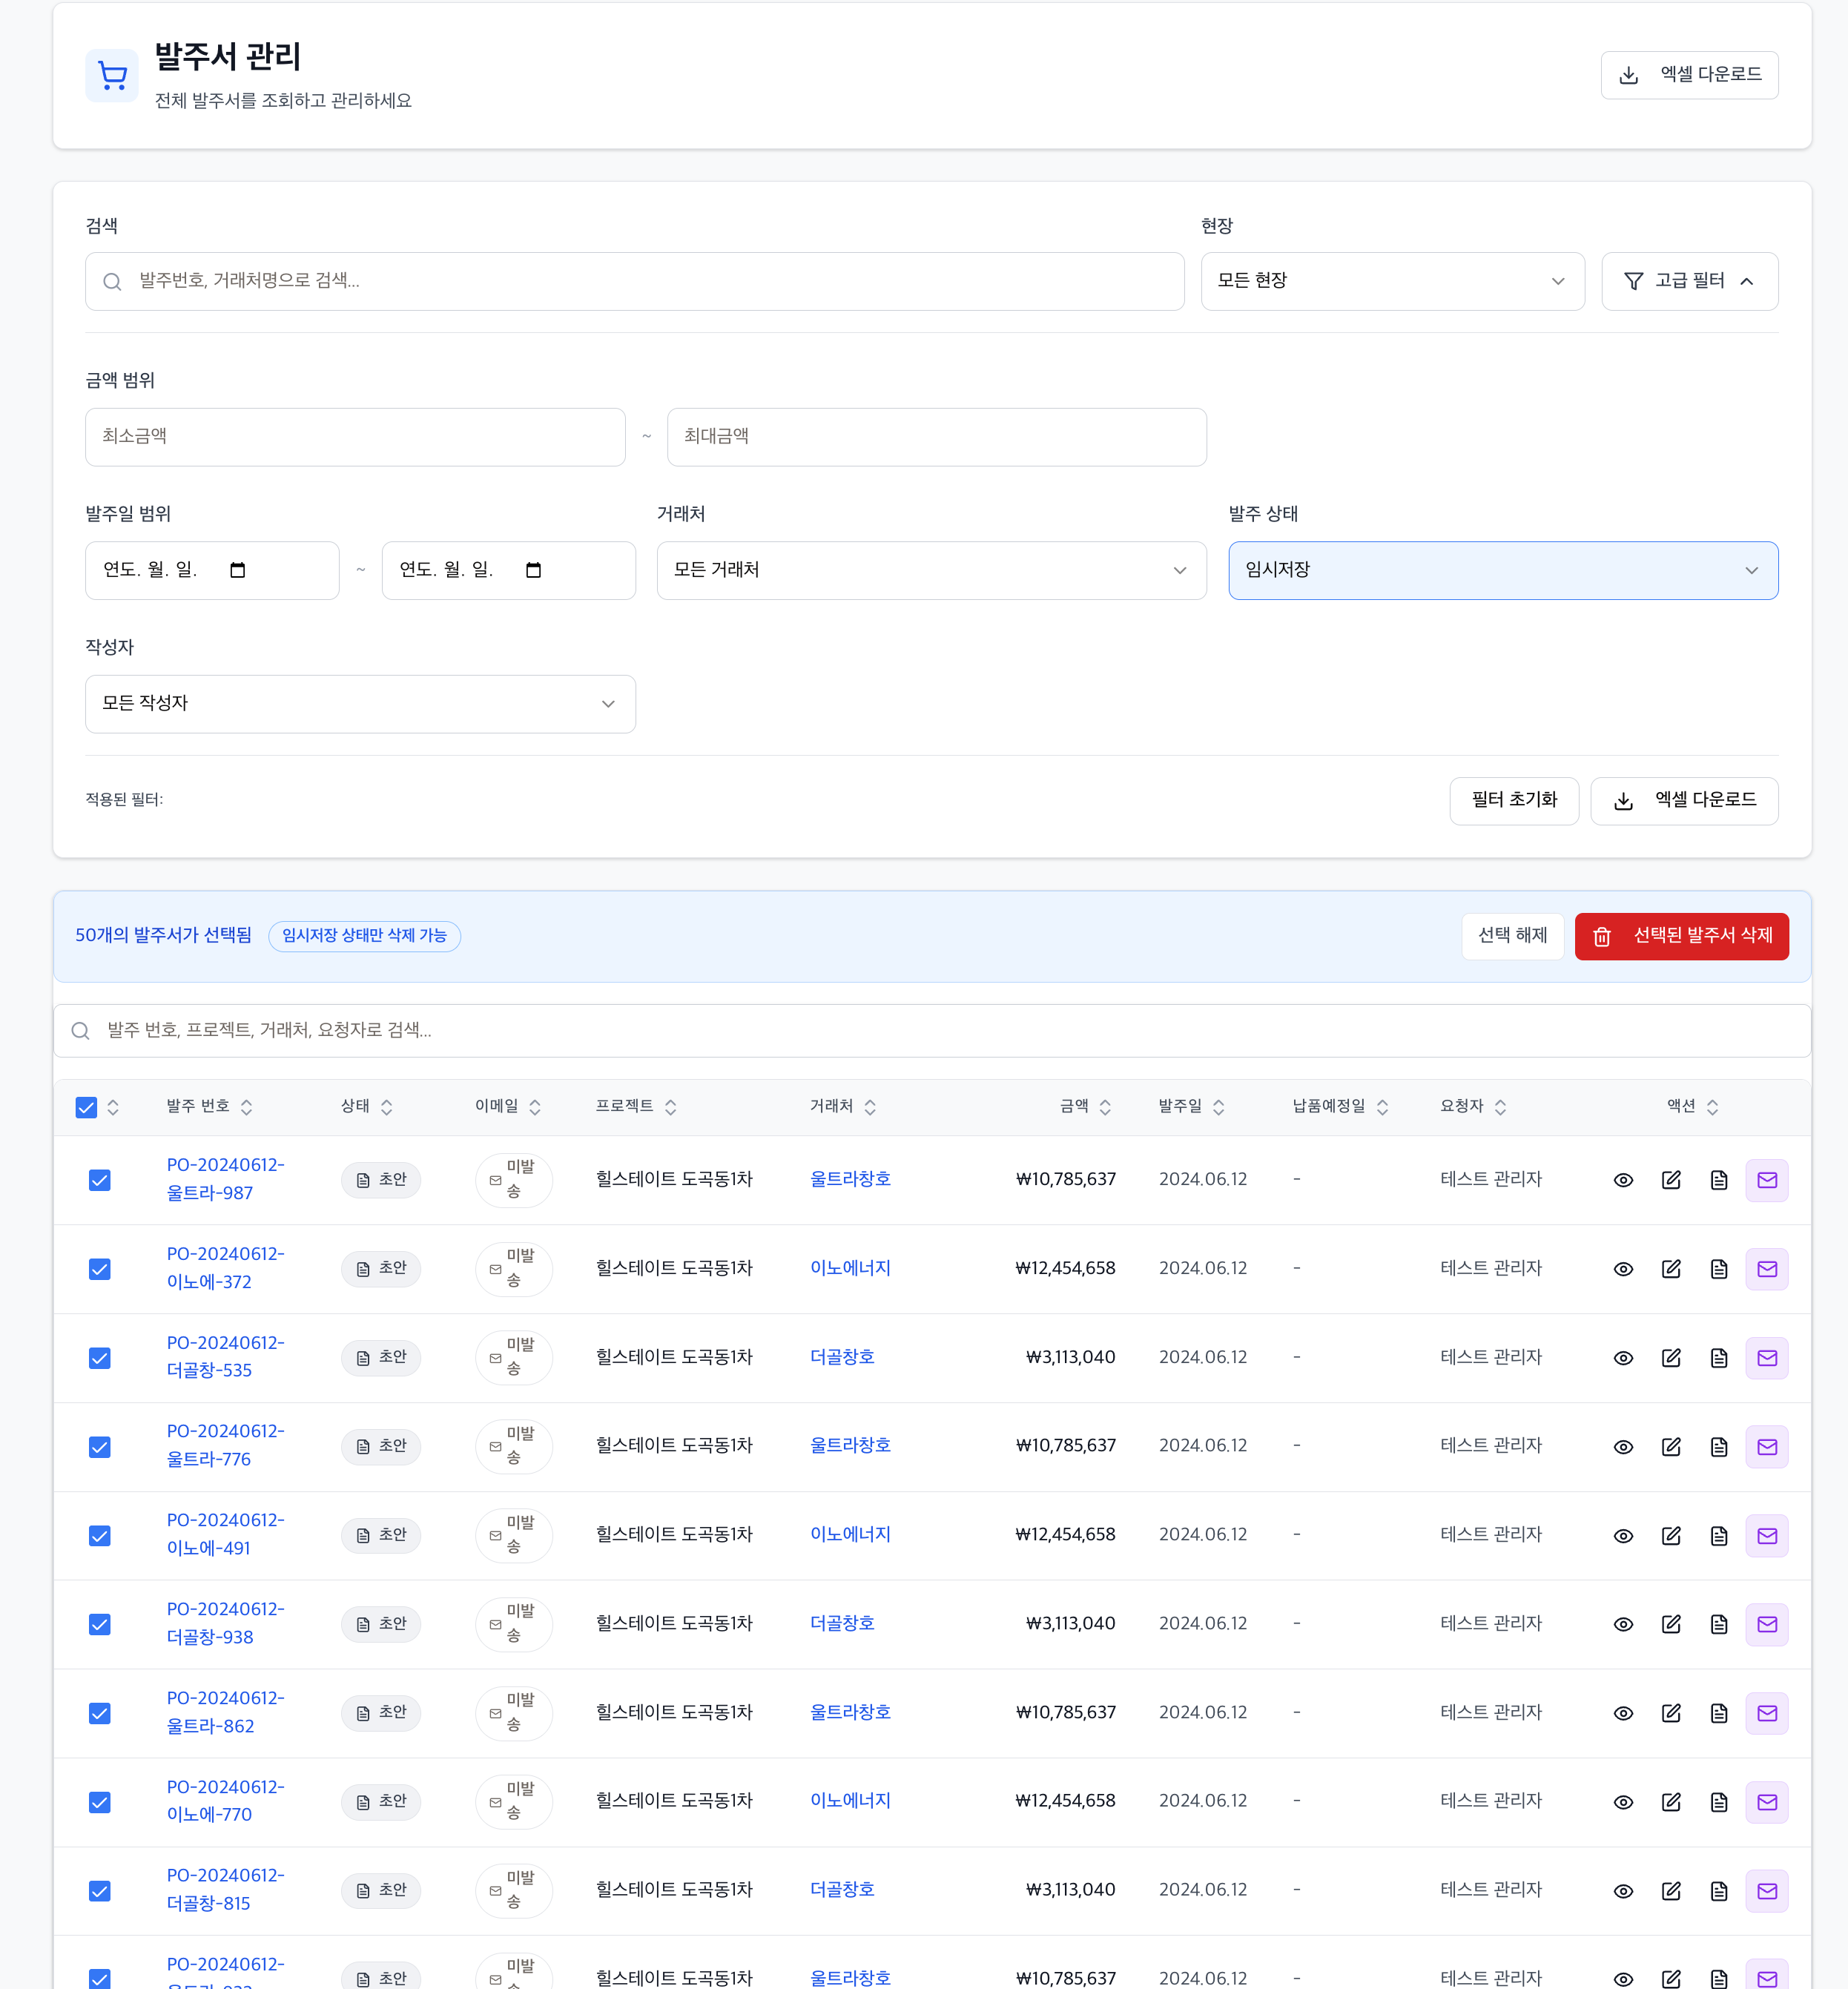 발주서 관리
전체 발주서를 조회하고 관리하세요
엑셀 다운로드
검색
현장
발주번호, 거래처명으로 검색...
모든 현장
고급 필터
금액 범위
최소금액
~
최대금액
발주일 범위
거래처
발주 상태
연도. 월. 일.
~
연도. 월. 일.
모든 거래처
임시저장
작성자
모든 작성자
적용된 필터:
필터 초기화
엑셀 다운로드
50개의 발주서가 선택됨
임시저장 상태만 삭제 가능
선택 해제
선택된 발주서 삭제
발주 번호, 프로젝트, 거래처, 요청자로 검색...
발주 번호 상태 이메일 프로젝트 거래처 금액 발주일 납품예정일 요청자 액션
PO-20240612-
울트라-987
초안
미발
송
힐스테이트 도곡동1차 울트라창호 ₩10,785,637 2024.06.12 - 테스트 관리자
PO-20240612-
이노에-372
초안
미발
송
힐스테이트 도곡동1차 이노에너지 ₩12,454,658 2024.06.12 - 테스트 관리자
PO-20240612-
더골창-535
초안
미발
송
힐스테이트 도곡동1차 더골창호 ₩3,113,040 2024.06.12 - 테스트 관리자
PO-20240612-
울트라-776
초안
미발
송
힐스테이트 도곡동1차 울트라창호 ₩10,785,637 2024.06.12 - 테스트 관리자
PO-20240612-
이노에-491
초안
미발
송
힐스테이트 도곡동1차 이노에너지 ₩12,454,658 2024.06.12 - 테스트 관리자
PO-20240612-
더골창-938
초안
미발
송
힐스테이트 도곡동1차 더골창호 ₩3,113,040 2024.06.12 - 테스트 관리자
PO-20240612-
울트라-862
초안
미발
송
힐스테이트 도곡동1차 울트라창호 ₩10,785,637 2024.06.12 - 테스트 관리자
PO-20240612-
이노에-770
초안
미발
송
힐스테이트 도곡동1차 이노에너지 ₩12,454,658 2024.06.12 - 테스트 관리자
PO-20240612-
더골창-815
초안
미발
송
힐스테이트 도곡동1차 더골창호 ₩3,113,040 2024.06.12 - 테스트 관리자
PO-20240612-
초안
미발
힐스테이트 도곡동1차 울트라창호 ₩10,785,637 2024.06.12 - 테스트 관리자